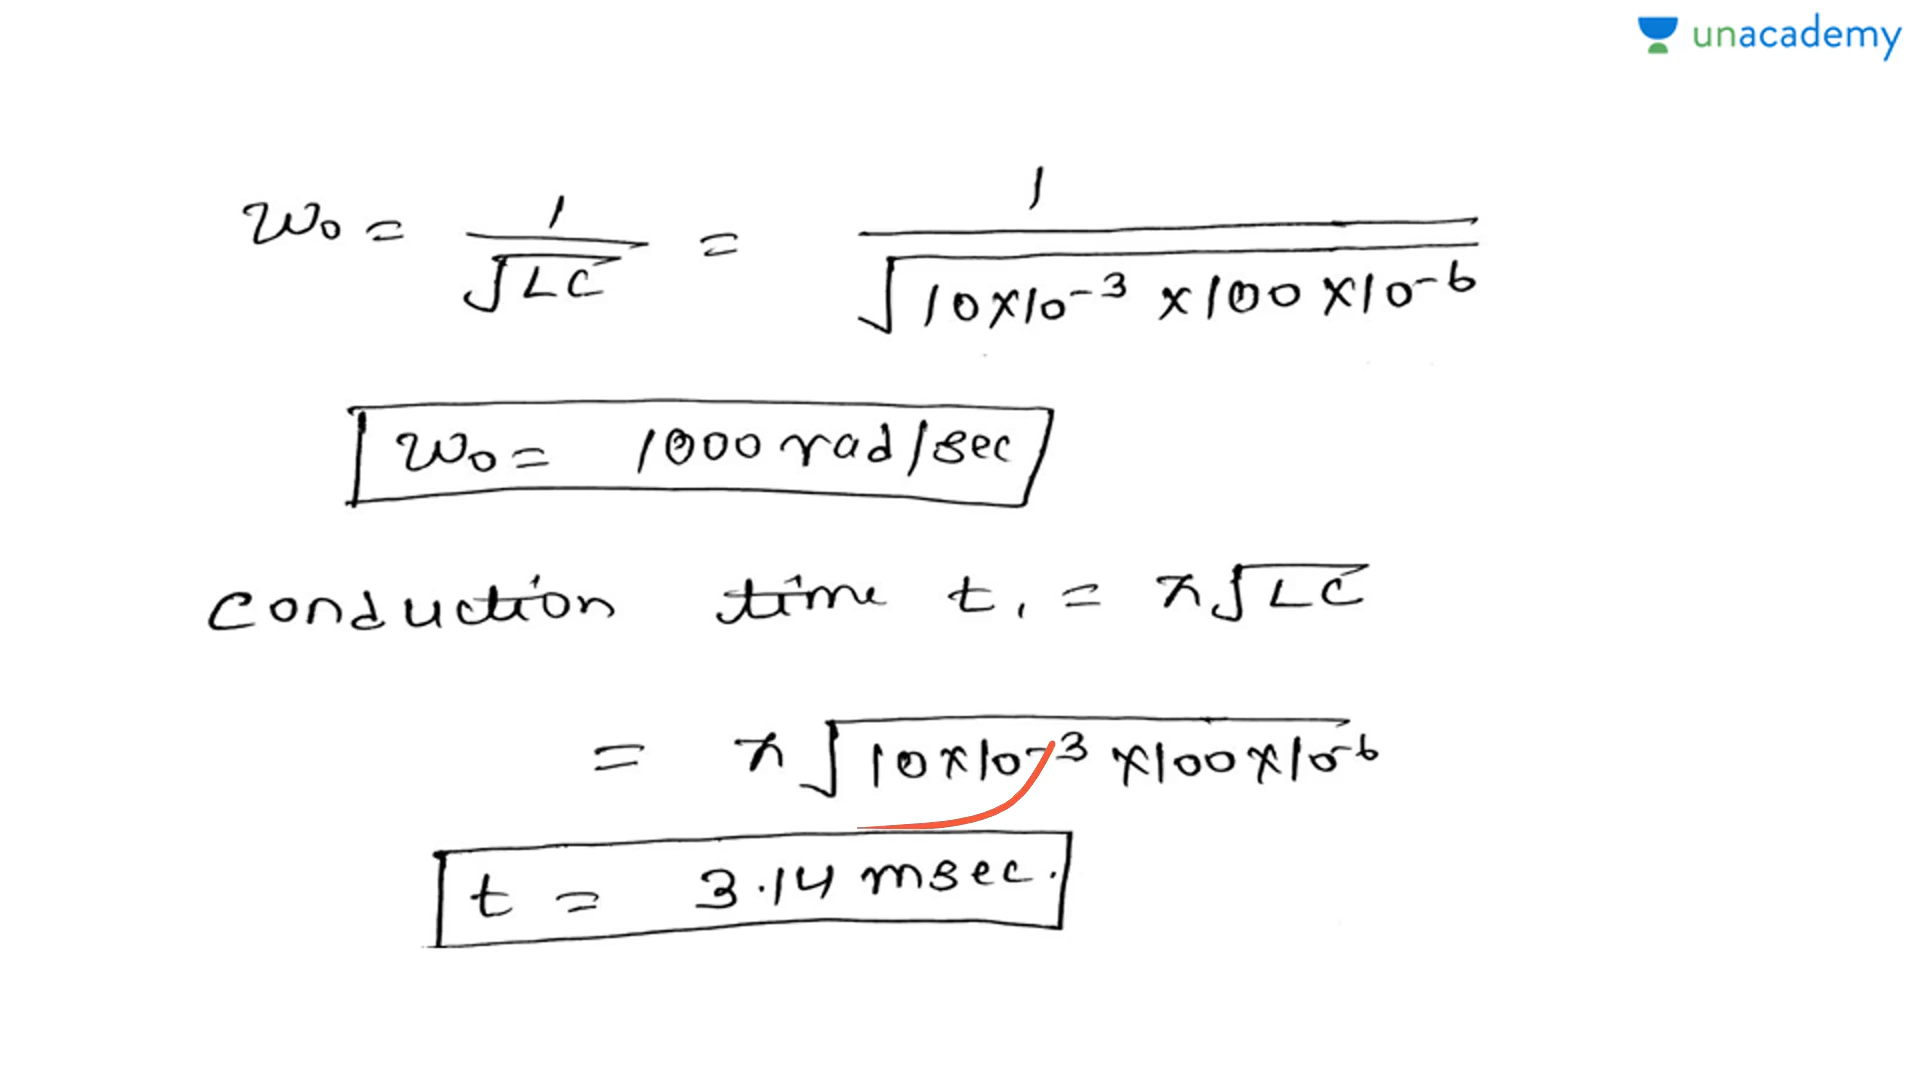 unacademy
w₀ = 1/√LC = 1/√10×10⁻³ ×100 ×10⁻⁶
w₀ = 1000 rad/sec
conduction time t₁ = π√LC
= π√10×10⁻³ ×100×10⁻⁶
t = 3.14 msec.